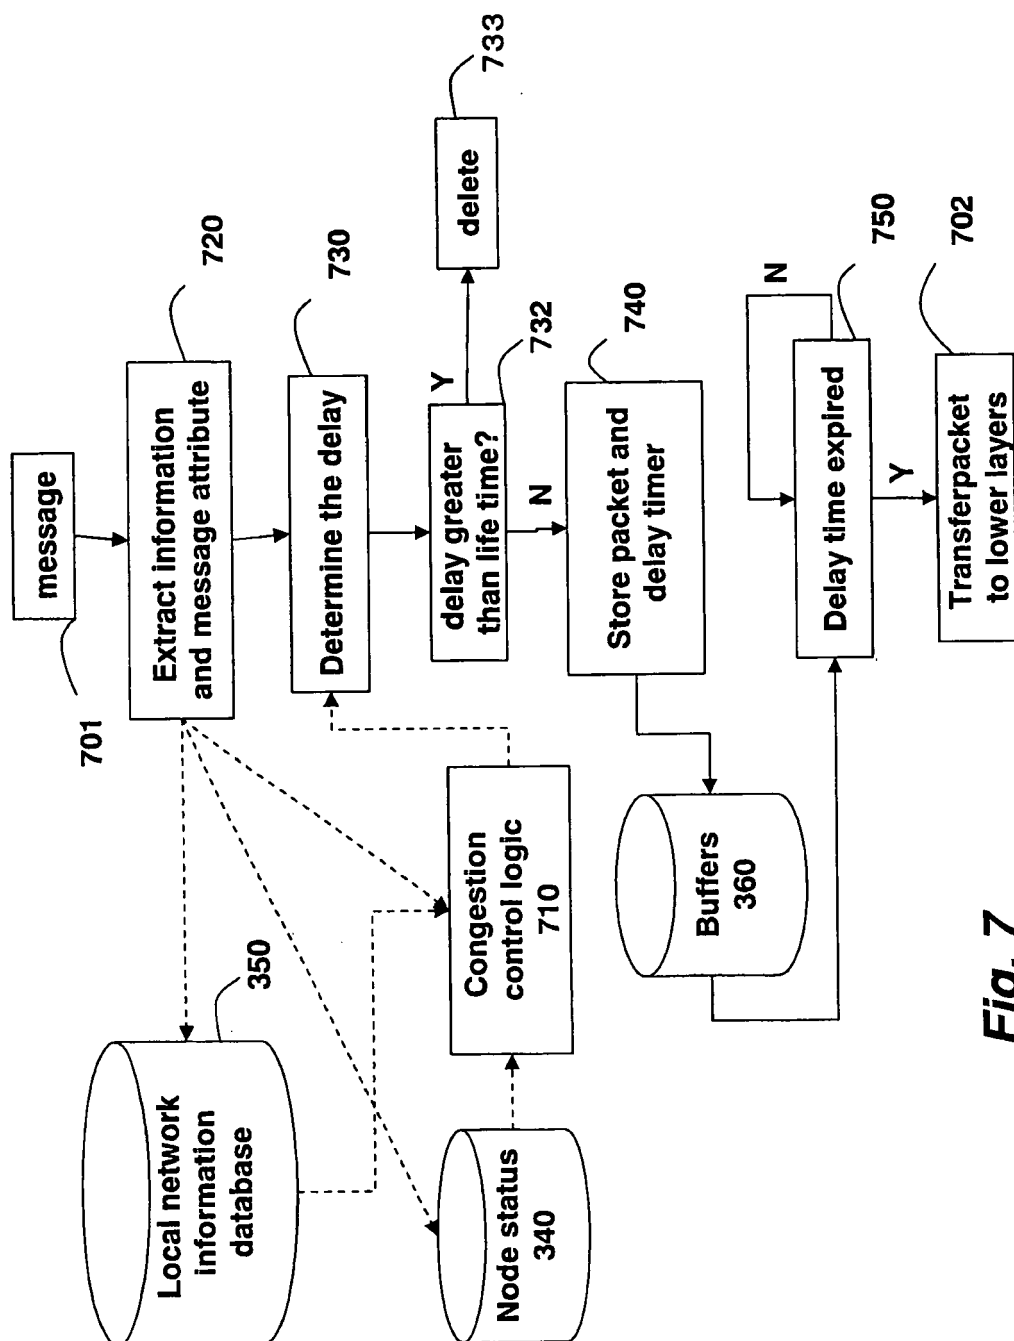 message
701
Extract information
and message attribute
720
Determine the delay
730
delay greater
than life time?
732
Y
delete
733
N
Store packet and
delay timer
740
Delay time expired
750
N
Y
Transferpacket
to lower layers
702
Local network
information
database
350
Node status
340
Congestion
control logic
710
Buffers
360
Fig. 7